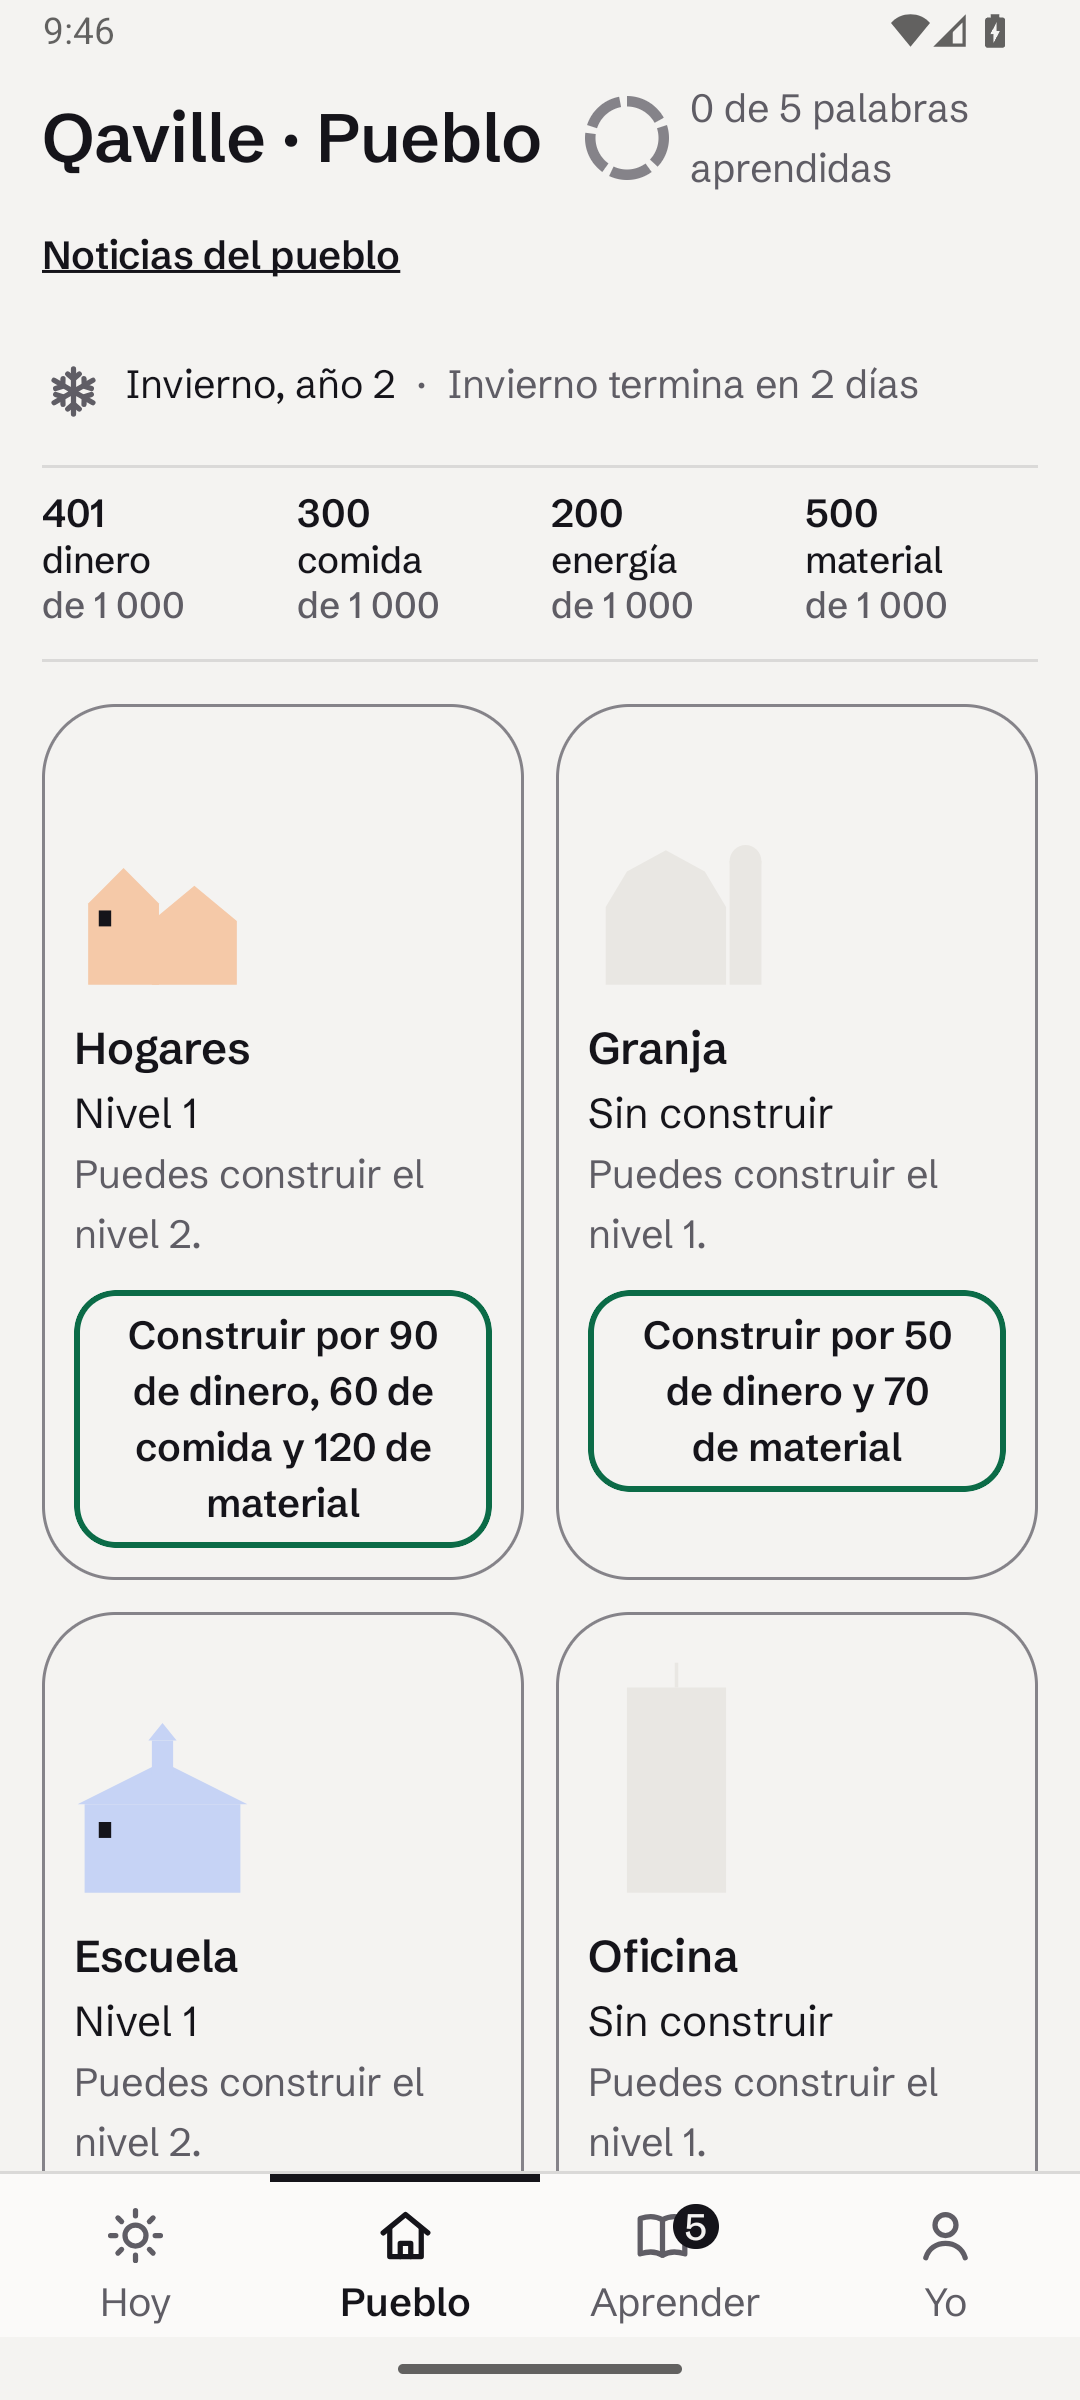 9:46
Qaville · Pueblo
0 de 5 palabras
aprendidas
Noticias del pueblo
Invierno, año 2 · Invierno termina en 2 días
401
dinero
de 1 000
300
comida
de 1 000
200
energía
de 1 000
500
material
de 1 000
Hogares
Nivel 1
Puedes construir el
nivel 2.
Construir por 90
de dinero, 60 de
comida y 120 de
material
Granja
Sin construir
Puedes construir el
nivel 1.
Construir por 50
de dinero y 70
de material
Escuela
Nivel 1
Puedes construir el
nivel 2.
Oficina
Sin construir
Puedes construir el
nivel 1.
Hoy
Pueblo
5
Aprender
Yo